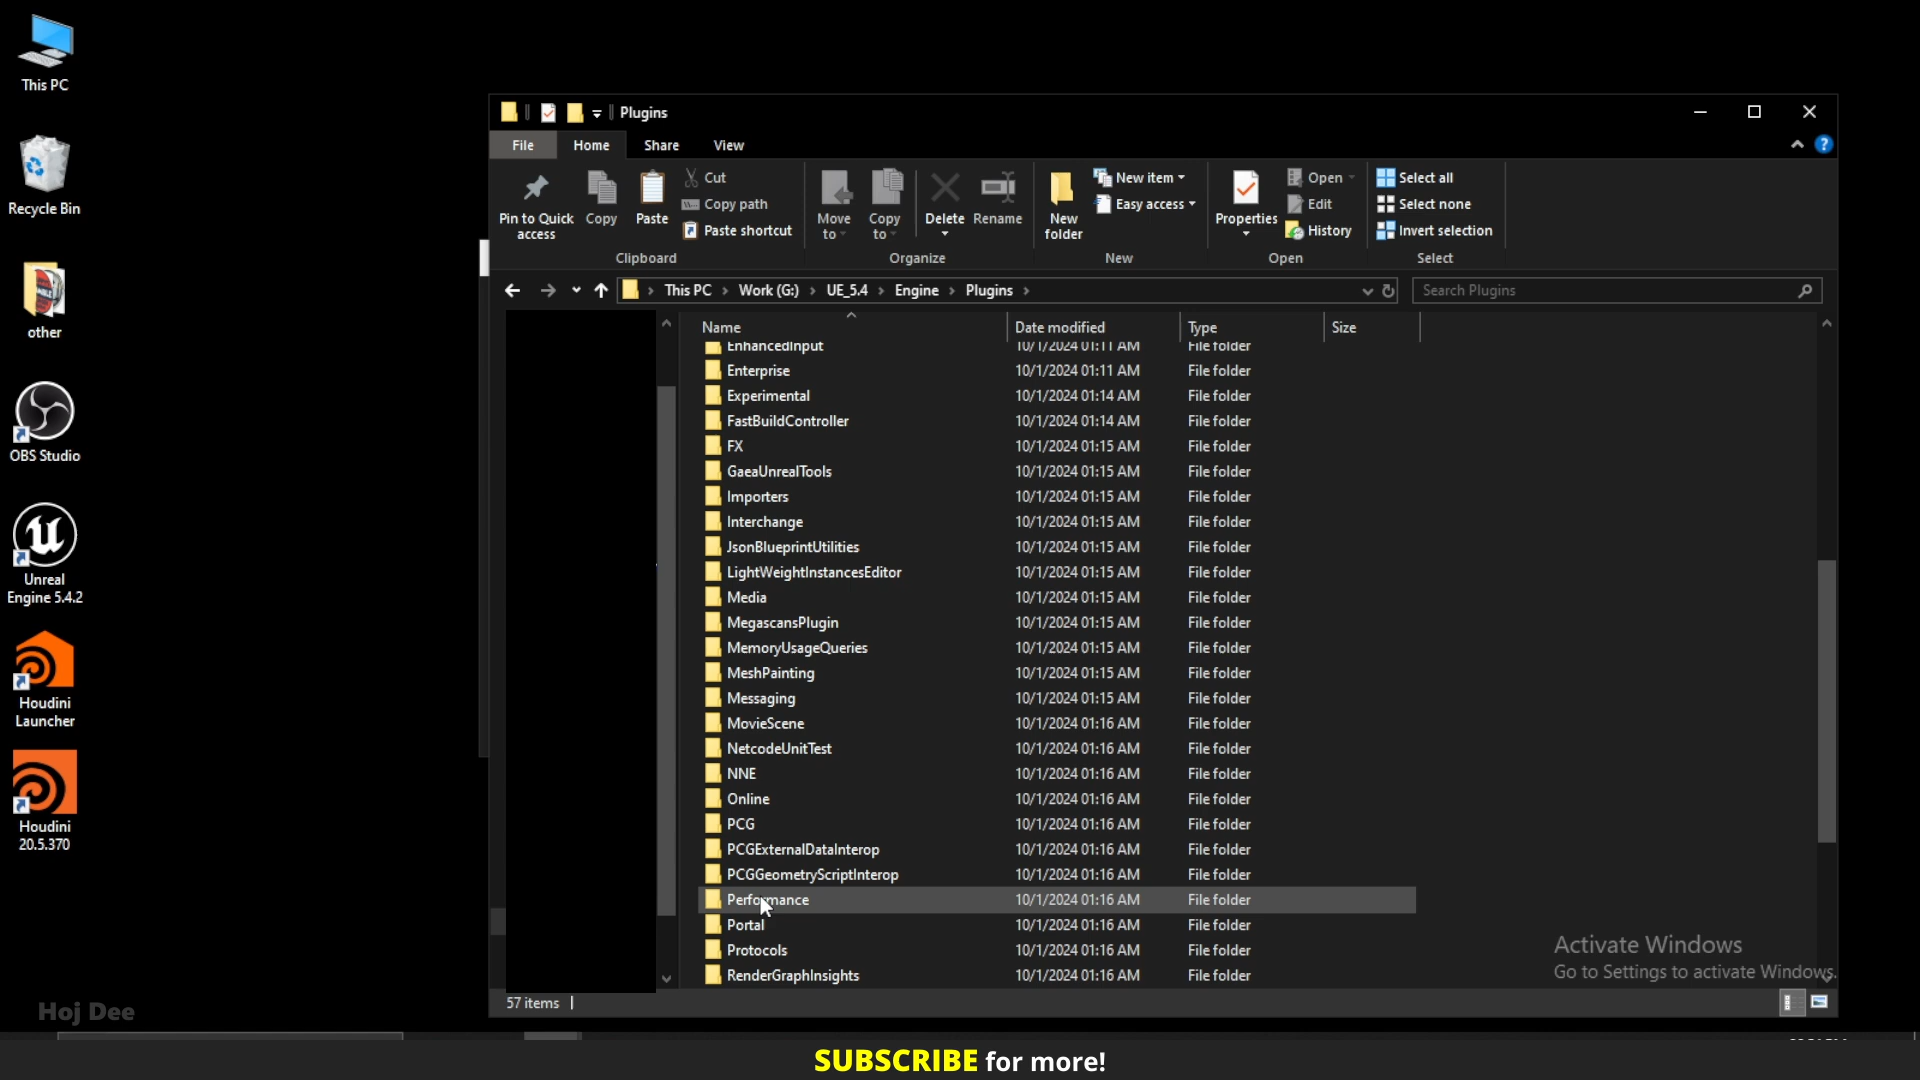 This PC
Recycle Bin
other
OBS Studio
Unreal
Engine 5.4.2
Houdini
Launcher
Houdini
20.5.370
Hoj Dee
Plugins
File Home Share View
Pin to Quick
access
Copy
Paste
Cut
Copy path
Paste shortcut
Clipboard
Move
to
Copy
to
Delete
Rename
Organize
New
folder
New item
Easy access
New
Properties
Open
Edit
History
Open
Select all
Select none
Invert selection
Select
This PC Work (G:) UE_5.4 Engine Plugins
Search Plugins
Name Date modified Type Size
EnhancedInput 10/1/2024 01:11 AM File folder
Enterprise 10/1/2024 01:11 AM File folder
Experimental 10/1/2024 01:14 AM File folder
FastBuildController 10/1/2024 01:14 AM File folder
FX 10/1/2024 01:15 AM File folder
GaeaUnrealTools 10/1/2024 01:15 AM File folder
Importers 10/1/2024 01:15 AM File folder
Interchange 10/1/2024 01:15 AM File folder
JsonBlueprintUtilities 10/1/2024 01:15 AM File folder
LightWeightInstancesEditor 10/1/2024 01:15 AM File folder
Media 10/1/2024 01:15 AM File folder
MegascansPlugin 10/1/2024 01:15 AM File folder
MemoryUsageQueries 10/1/2024 01:15 AM File folder
MeshPainting 10/1/2024 01:15 AM File folder
Messaging 10/1/2024 01:15 AM File folder
MovieScene 10/1/2024 01:16 AM File folder
NetcodeUnitTest 10/1/2024 01:16 AM File folder
NNE 10/1/2024 01:16 AM File folder
Online 10/1/2024 01:16 AM File folder
PCG 10/1/2024 01:16 AM File folder
PCGExternalDataInterop 10/1/2024 01:16 AM File folder
PCGGeometryScriptInterop 10/1/2024 01:16 AM File folder
Performance 10/1/2024 01:16 AM File folder
Portal 10/1/2024 01:16 AM File folder
Protocols 10/1/2024 01:16 AM File folder
RenderGraphInsights 10/1/2024 01:16 AM File folder
Activate Windows
Go to Settings to activate Windows.
57 items
SUBSCRIBE for more!